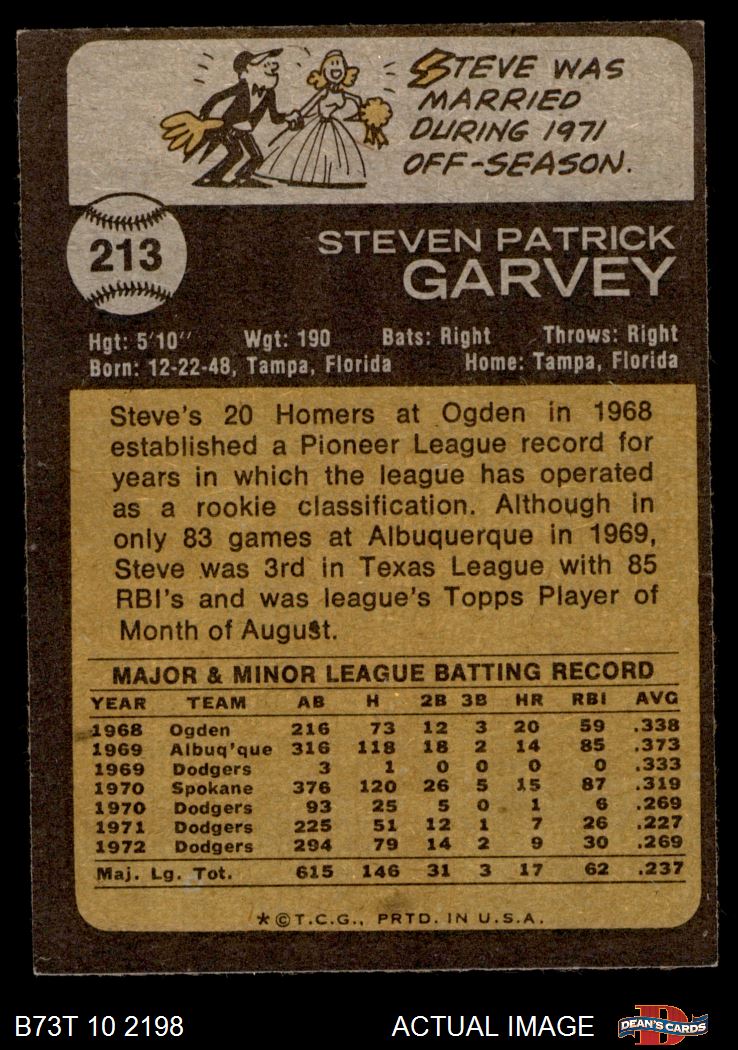 STEVE WAS
MARRIED
DURING 1971
OFF-SEASON.
213
STEVEN PATRICK
GARVEY
Hgt: 5'10" Wgt: 190 Bats: Right Throws: Right
Born: 12-22-48, Tampa, Florida Home: Tampa, Florida
Steve's 20 Homers at Ogden in 1968
established a Pioneer League record for
years in which the league has operated
as a rookie classification. Although in
only 83 games at Albuquerque in 1969,
Steve was 3rd in Texas League with 85
RBI's and was league's Topps Player of
Month of August.
MAJOR & MINOR LEAGUE BATTING RECORD
YEAR TEAM AB H 2B 3B HR RBI AVG
1968 Ogden 216 73 12 3 20 59 .338
1969 Albuq'que 316 118 18 2 14 85 .373
1969 Dodgers 3 1 0 0 0 0 .333
1970 Spokane 376 120 26 5 15 87 .319
1970 Dodgers 93 25 5 0 1 6 .269
1971 Dodgers 225 51 12 1 7 26 .227
1972 Dodgers 294 79 14 2 9 30 .269
Maj. Lg. Tot. 615 146 31 3 17 62 .237
*©T.C.G., PRTD. IN U.S.A.
B73T 10 2198 ACTUAL IMAGE D DEAN'S CARDS